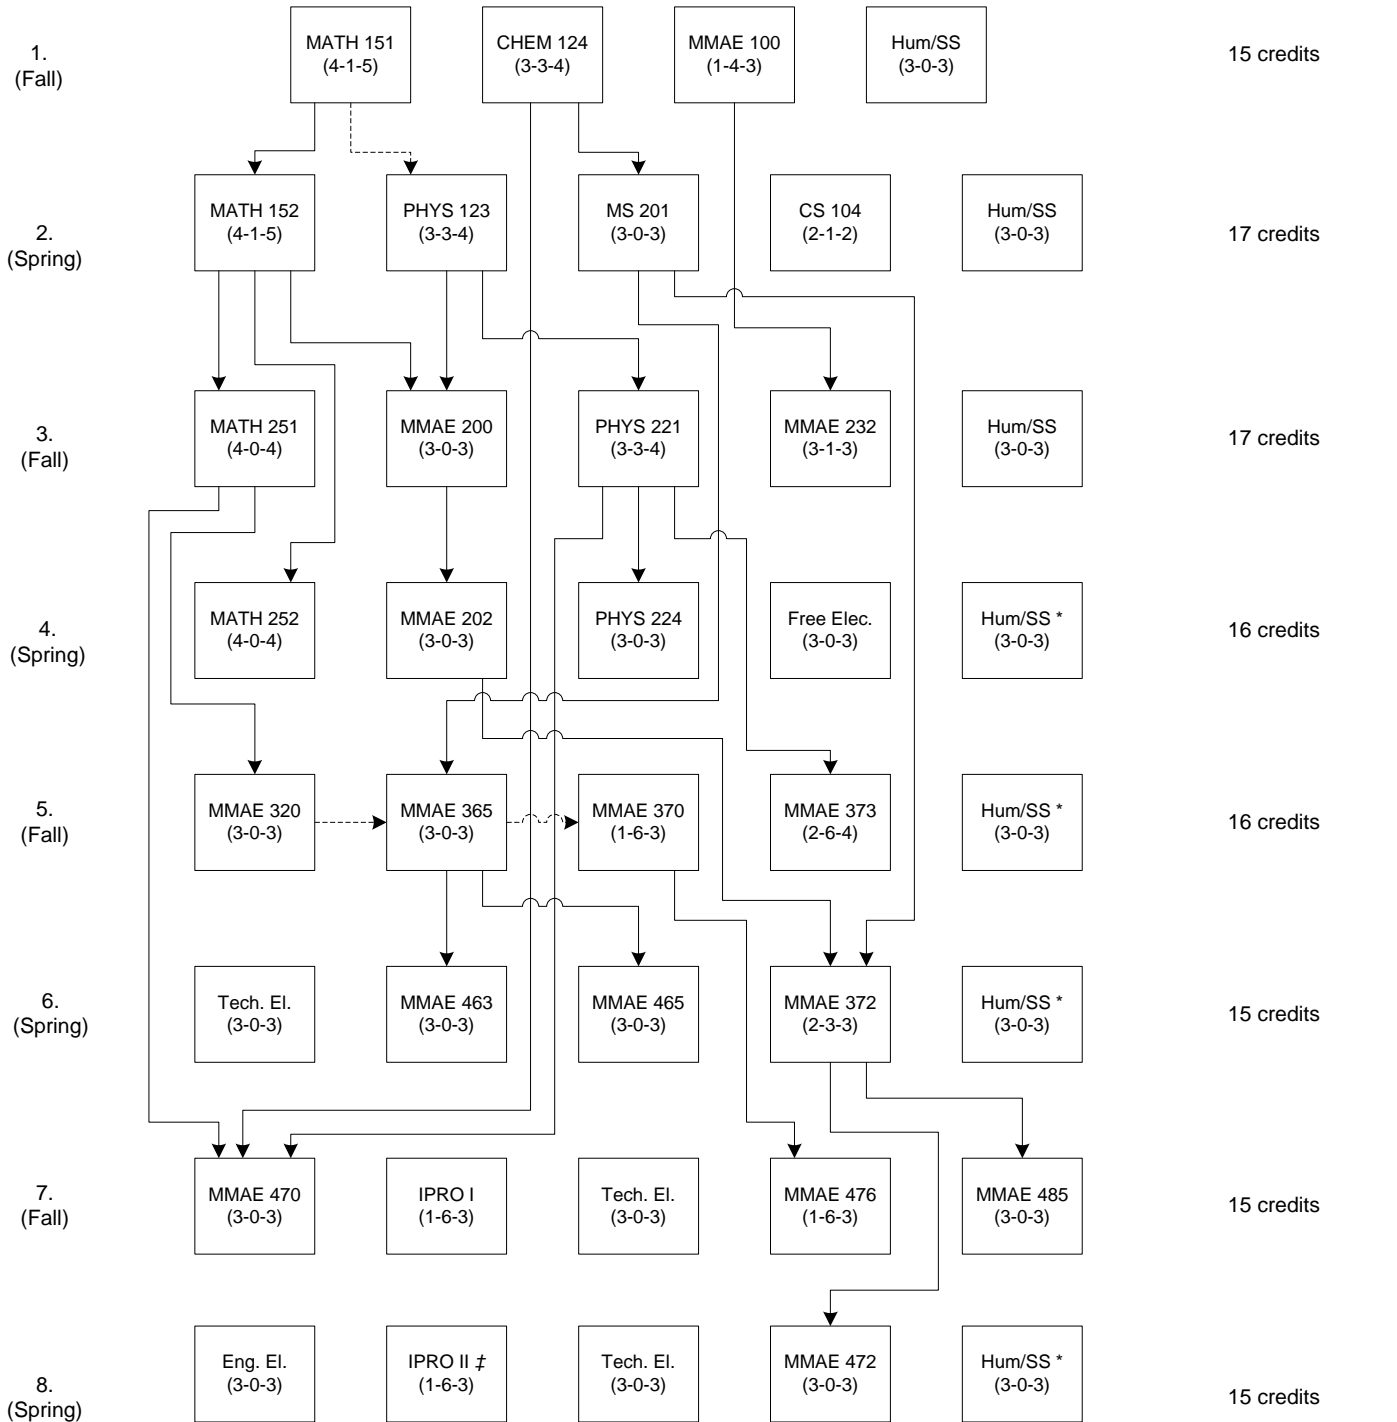 1.
(Fall)
MATH 151
(4-1-5)
CHEM 124
(3-3-4)
MMAE 100
(1-4-3)
Hum/SS
(3-0-3)
15 credits
2.
(Spring)
MATH 152
(4-1-5)
PHYS 123
(3-3-4)
MS 201
(3-0-3)
CS 104
(2-1-2)
Hum/SS
(3-0-3)
17 credits
3.
(Fall)
MATH 251
(4-0-4)
MMAE 200
(3-0-3)
PHYS 221
(3-3-4)
MMAE 232
(3-1-3)
Hum/SS
(3-0-3)
17 credits
4.
(Spring)
MATH 252
(4-0-4)
MMAE 202
(3-0-3)
PHYS 224
(3-0-3)
Free Elec.
(3-0-3)
Hum/SS *
(3-0-3)
16 credits
5.
(Fall)
MMAE 320
(3-0-3)
MMAE 365
(3-0-3)
MMAE 370
(1-6-3)
MMAE 373
(2-6-4)
Hum/SS *
(3-0-3)
16 credits
6.
(Spring)
Tech. El.
(3-0-3)
MMAE 463
(3-0-3)
MMAE 465
(3-0-3)
MMAE 372
(2-3-3)
Hum/SS *
(3-0-3)
15 credits
7.
(Fall)
MMAE 470
(3-0-3)
IPRO I
(1-6-3)
Tech. El.
(3-0-3)
MMAE 476
(1-6-3)
MMAE 485
(3-0-3)
15 credits
8.
(Spring)
Eng. El.
(3-0-3)
IPRO II ‡
(1-6-3)
Tech. El.
(3-0-3)
MMAE 472
(3-0-3)
Hum/SS *
(3-0-3)
15 credits